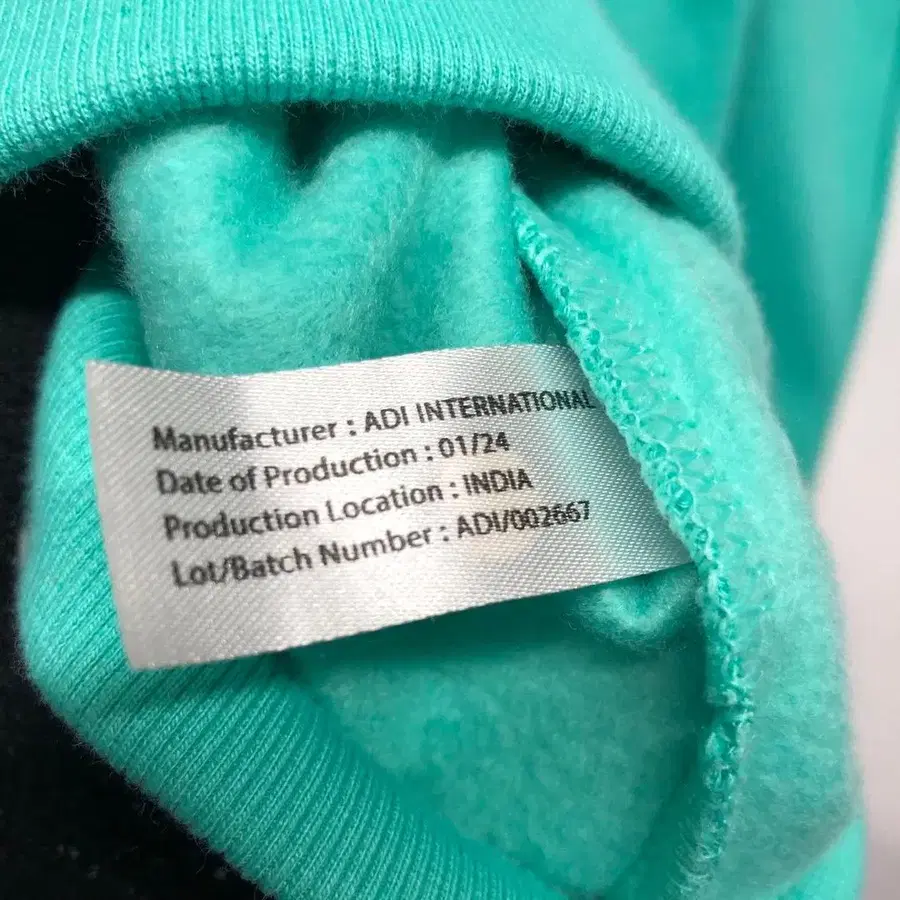 Manufacturer : ADI INTERNATIONAL
Date of Production : 01/24
Production Location : INDIA
Lot/Batch Number : ADI/002667